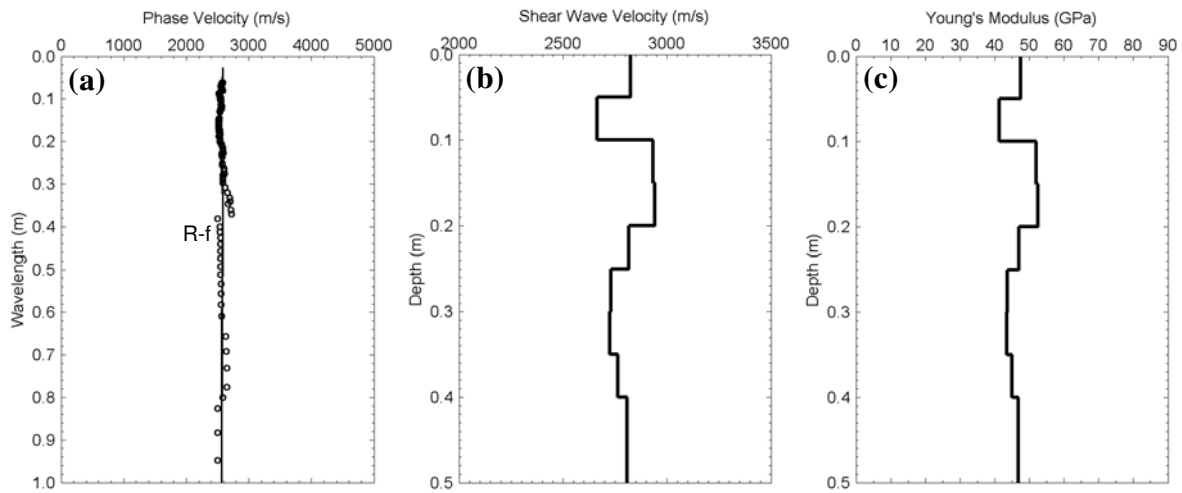 Phase Velocity (m/s)
0 1000 2000 3000 4000 5000
(a)
Wavelength (m)
0.0
0.1
0.2
0.3
0.4
0.5
0.6
0.7
0.8
0.9
1.0
R-f
Shear Wave Velocity (m/s)
2000 2500 3000 3500
(b)
Depth (m)
0.0
0.1
0.2
0.3
0.4
0.5
Young's Modulus (GPa)
0 10 20 30 40 50 60 70 80 90
(c)
Depth (m)
0.0
0.1
0.2
0.3
0.4
0.5